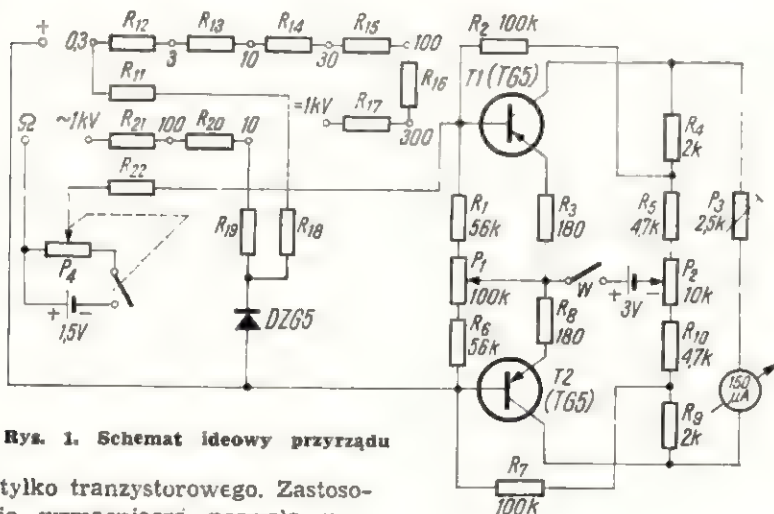 +
0,3
R12
3
R13
10
R14
30
R15
100
R2 100k
T1 (TG5)
R11
R16
=1kV
R17
300
R4
2k
Ω
~1kV
R21
100
R20
10
R22
R1
56k
R3
180
R5
47k
P3
2,5k
R19
R18
P4
+ -
1,5V
P1
100k
W
+ -
3V
P2
10k
DZG5
R6
56k
R8
180
R10
4,7k
T2
(TG5)
150
μA
R9
2k
R7
100k
Rys. 1. Schemat ideowy przyrządu
tylko tranzystorowego. Zastoso-